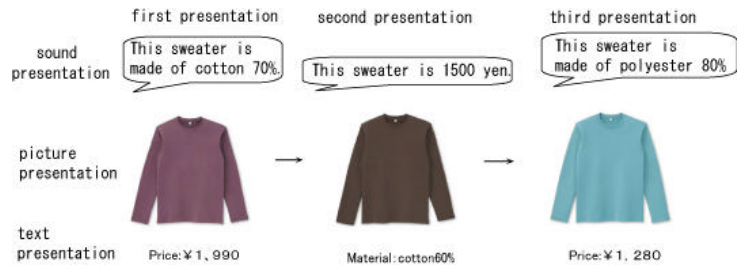 first presentation
second presentation
third presentation
sound
presentation
This sweater is
made of cotton 70%.
This sweater is 1500 yen.
This sweater is
made of polyester 80%
picture
presentation
text
presentation
Price:¥1,990
Material:cotton60%
Price:¥1,280